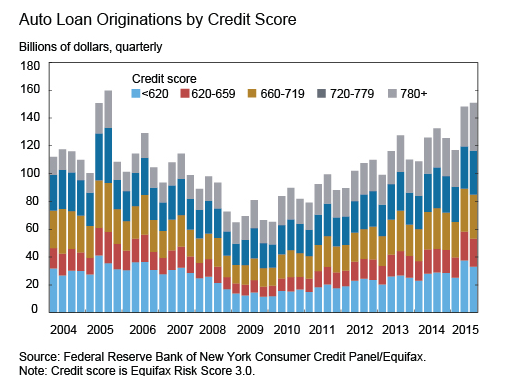 Auto Loan Originations by Credit Score
Billions of dollars, quarterly
180
160
140
120
100
80
60
40
20
0
Credit score
<620 620-659 660-719 720-779 780+
2004 2005 2006 2007 2008 2009 2010 2011 2012 2013 2014 2015
Source: Federal Reserve Bank of New York Consumer Credit Panel/Equifax.
Note: Credit score is Equifax Risk Score 3.0.